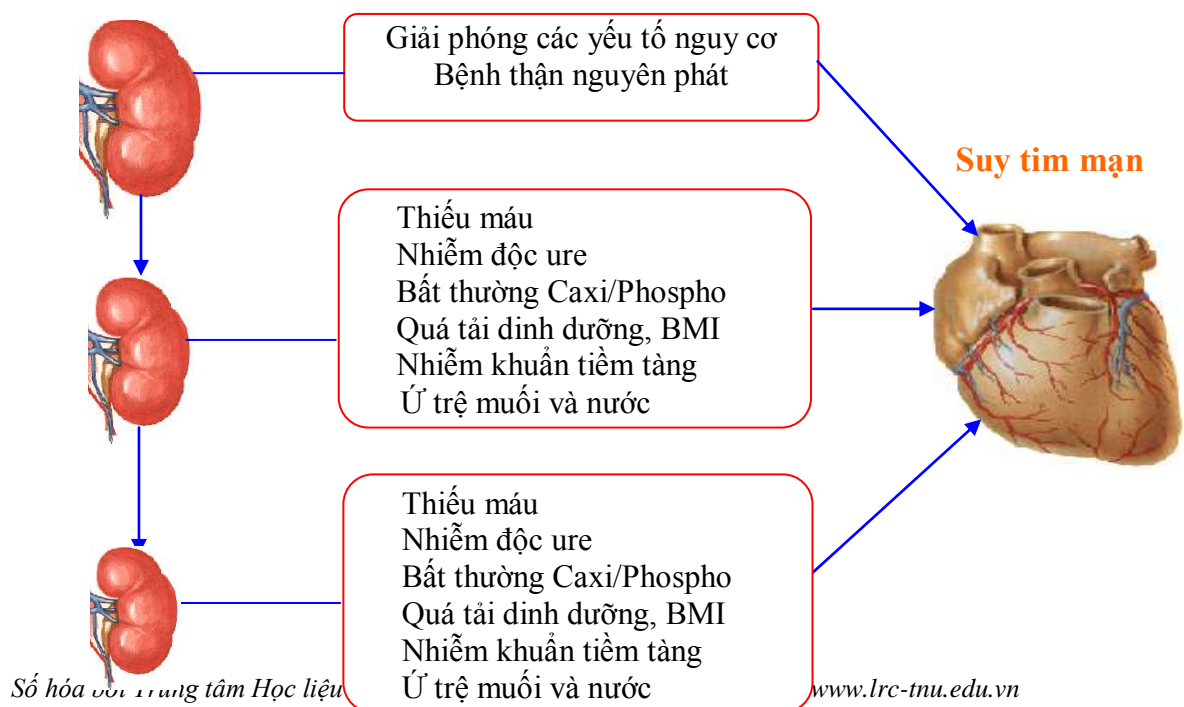 Giải phóng các yếu tố nguy cơ
Bệnh thận nguyên phát
Suy tim mạn
Thiếu máu
Nhiễm độc ure
Bất thường Caxi/Phospho
Quá tải dinh dưỡng, BMI
Nhiễm khuẩn tiềm tàng
Ứ trệ muối và nước
Thiếu máu
Nhiễm độc ure
Bất thường Caxi/Phospho
Quá tải dinh dưỡng, BMI
Nhiễm khuẩn tiềm tàng
Ứ trệ muối và nước
Số hóa tâm Học liệu www.lrc-tnu.edu.vn